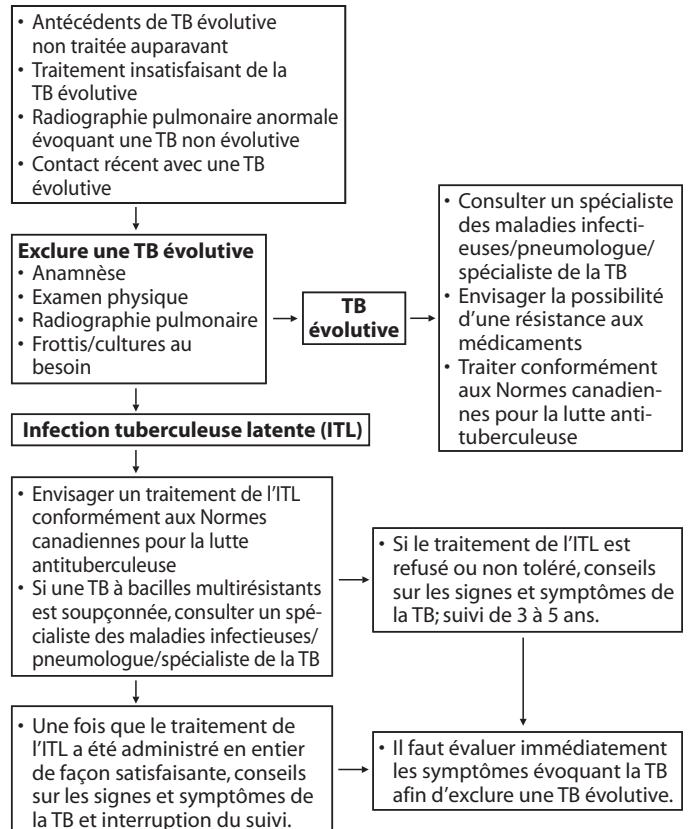 • Antécédents de TB évolutive
non traitée auparavant
• Traitement insatisfaisant de la
TB évolutive
• Radiographie pulmonaire anormale
évoquant une TB non évolutive
• Contact récent avec une TB
évolutive
Exclure une TB évolutive
• Anamnèse
• Examen physique
• Radiographie pulmonaire
• Frottis/cultures au
besoin
TB
évolutive
• Consulter un spécialiste
des maladies infecti-
euses/pneumologue/
spécialiste de la TB
• Envisager la possibilité
d'une résistance aux
médicaments
• Traiter conformément
aux Normes canadien-
nes pour la lutte anti-
tuberculeuse
Infection tuberculeuse latente (ITL)
• Envisager un traitement de l'ITL
conformément aux Normes
canadiennes pour la lutte
antituberculeuse
• Si une TB à bacilles multirésistants
est soupçonnée, consulter un spé-
cialiste des maladies infectieuses/
pneumologue/spécialiste de la TB
• Si le traitement de l'ITL est
refusé ou non toléré, conseils
sur les signes et symptômes de
la TB; suivi de 3 à 5 ans.
• Une fois que le traitement de
l'ITL a été administré en entier
de façon satisfaisante, conseils
sur les signes et symptômes de
la TB et interruption du suivi.
• Il faut évaluer immédiatement
les symptômes évoquant la TB
afin d'exclure une TB évolutive.